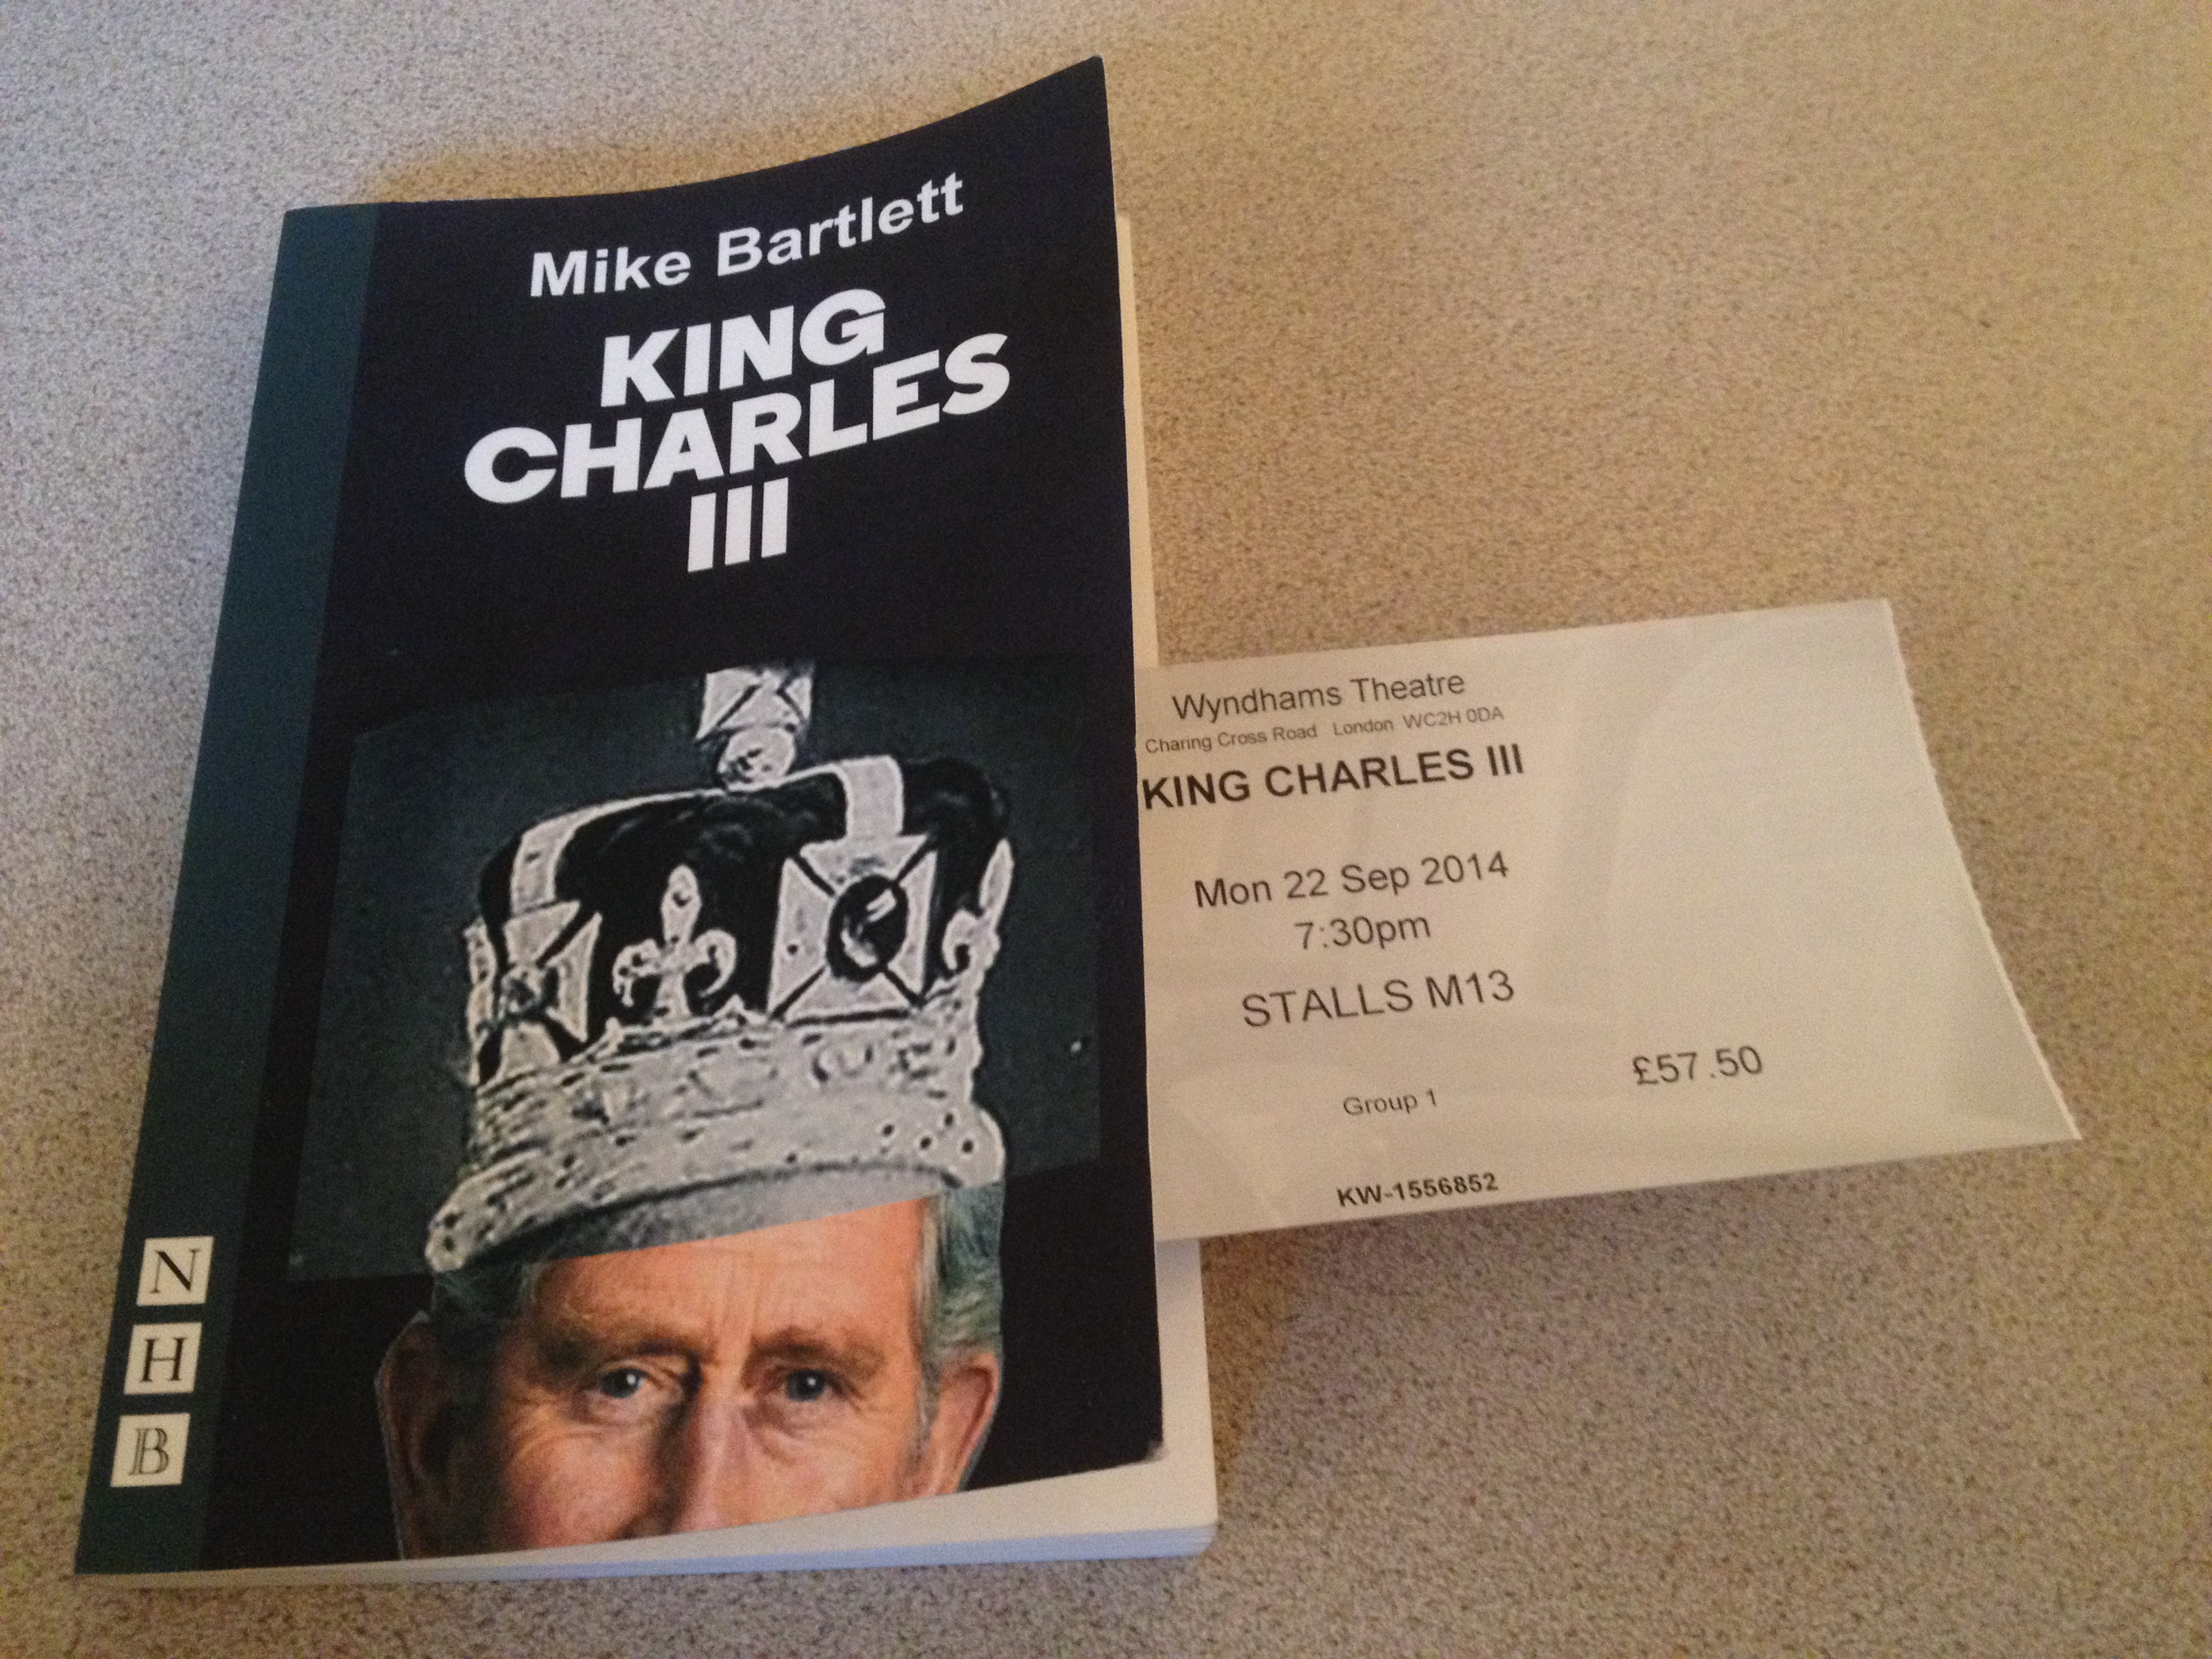 Mike Bartlett
KING
CHARLES
III
N
H
B
Wyndhams Theatre
Charing Cross Road London WC2H 0DA
KING CHARLES III
Mon 22 Sep 2014
7:30pm
STALLS M13
£57.50
Group 1
KW-1556852